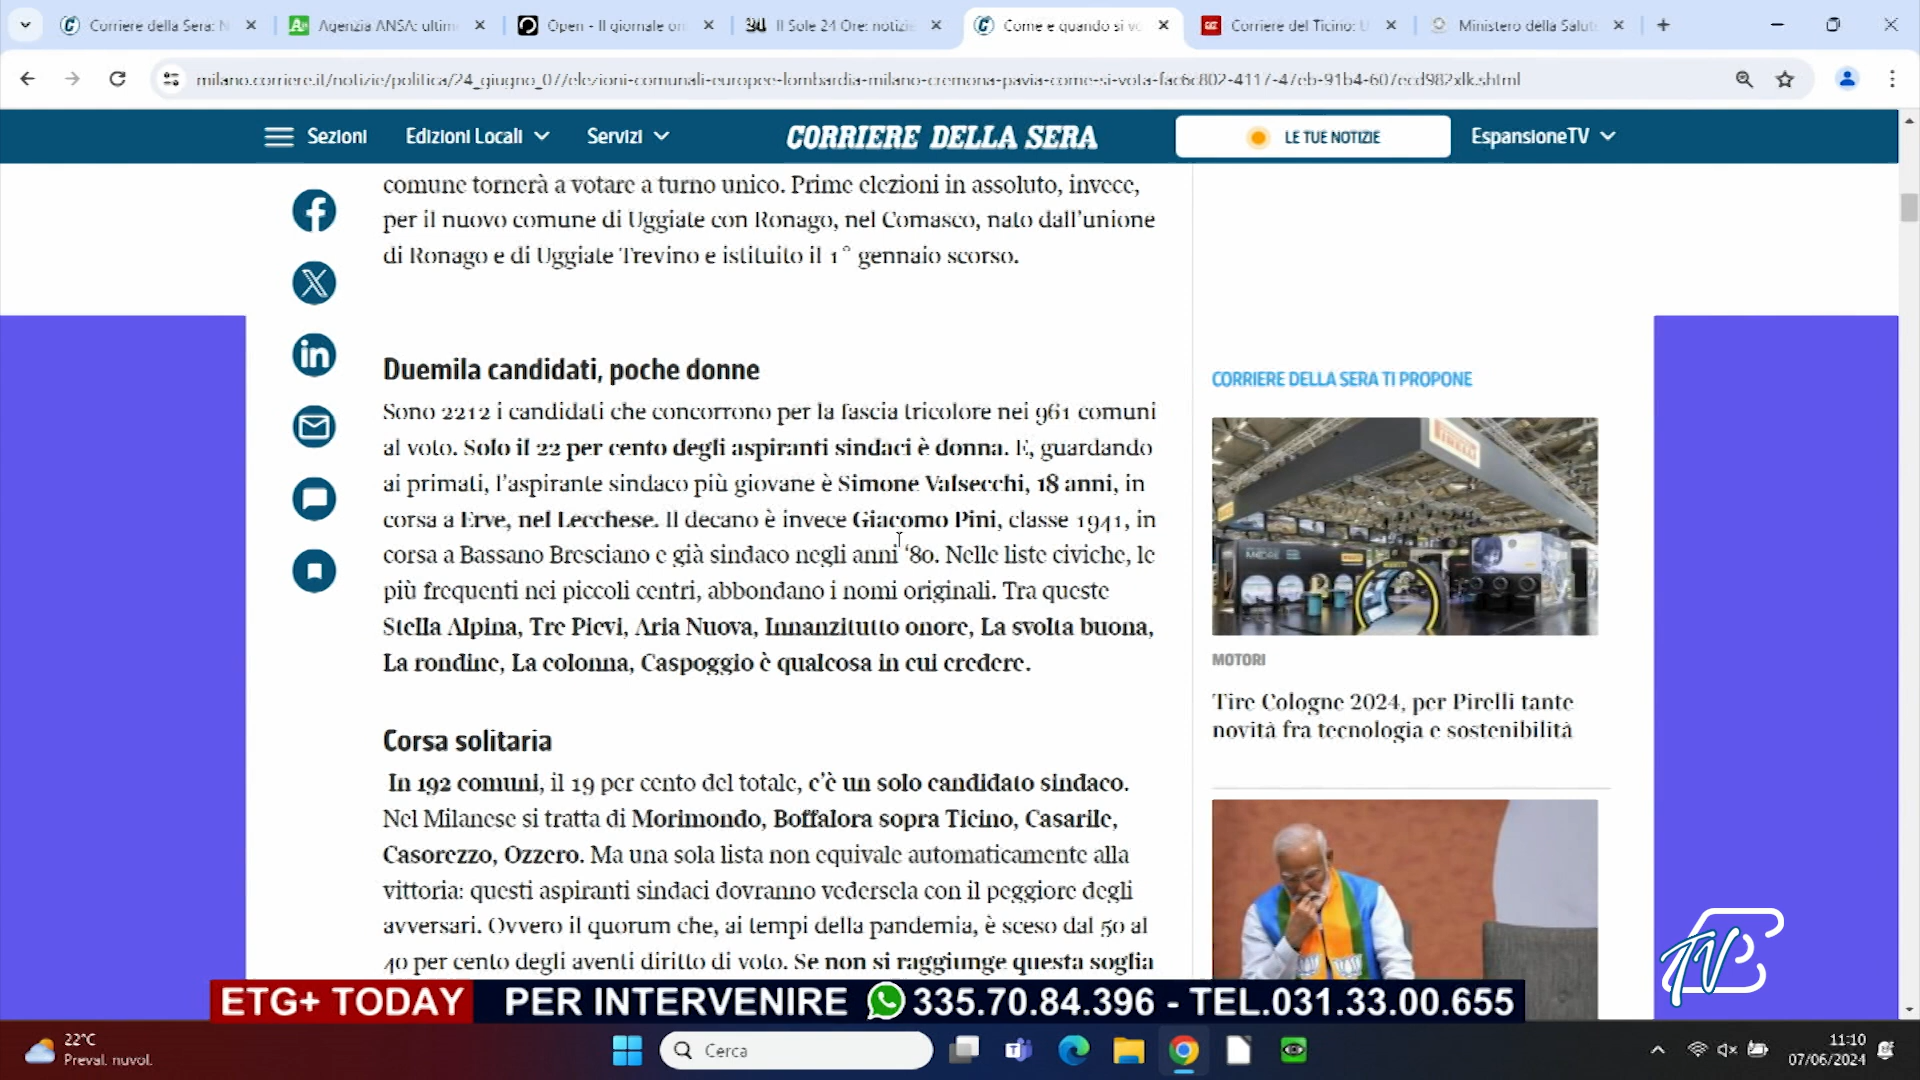 Corriere della Sera: N
Agenzia ANSA: ultim
Open - Il giornale on
Il Sole 24 Ore: notizie
Come e quando si vo
Corriere del Ticino: U
Ministero della Salute
milano.corriere.it/notizie/politica/24_giugno_07/elezioni-comunali-europee-lombardia-milano-cremona-pavia-come-si-vota-fac6c802-4117-47eb-91b4-607ecd982xlk.shtml
Sezioni
Edizioni Locali
Servizi
CORRIERE DELLA SERA
LE TUE NOTIZIE
EspansioneTV
comune tornerà a votare a turno unico. Prime elezioni in assoluto, invece,
per il nuovo comune di Uggiate con Ronago, nel Comasco, nato dall'unione
di Ronago e di Uggiate Trevino e istituito il 1° gennaio scorso.
Duemila candidati, poche donne
Sono 2212 i candidati che concorrono per la fascia tricolore nei 961 comuni
al voto. Solo il 22 per cento degli aspiranti sindaci è donna. E, guardando
ai primati, l'aspirante sindaco più giovane è Simone Valsecchi, 18 anni, in
corsa a Erve, nel Lecchese. Il decano è invece Giacomo Pini, classe 1941, in
corsa a Bassano Bresciano e già sindaco negli anni '80. Nelle liste civiche, le
più frequenti nei piccoli centri, abbondano i nomi originali. Tra queste
Stella Alpina, Tre Pievi, Aria Nuova, Innanzitutto onore, La svolta buona,
La rondine, La colonna, Caspoggio è qualcosa in cui credere.
Corsa solitaria
In 192 comuni, il 19 per cento del totale, c'è un solo candidato sindaco.
Nel Milanese si tratta di Morimondo, Boffalora sopra Ticino, Casarile,
Casorezzo, Ozzero. Ma una sola lista non equivale automaticamente alla
vittoria: questi aspiranti sindaci dovranno vedersela con il peggiore degli
avversari. Ovvero il quorum che, ai tempi della pandemia, è sceso dal 50 al
40 per cento degli aventi diritto di voto. Se non si raggiunge questa soglia
CORRIERE DELLA SERA TI PROPONE
PIRELLI
MOTORI
Tire Cologne 2024, per Pirelli tante
novità fra tecnologia e sostenibilità
ETG+ TODAY
PER INTERVENIRE 335.70.84.396 - TEL.031.33.00.655
TV
22°C
Preval. nuvol.
Cerca
11:10
07/06/2024